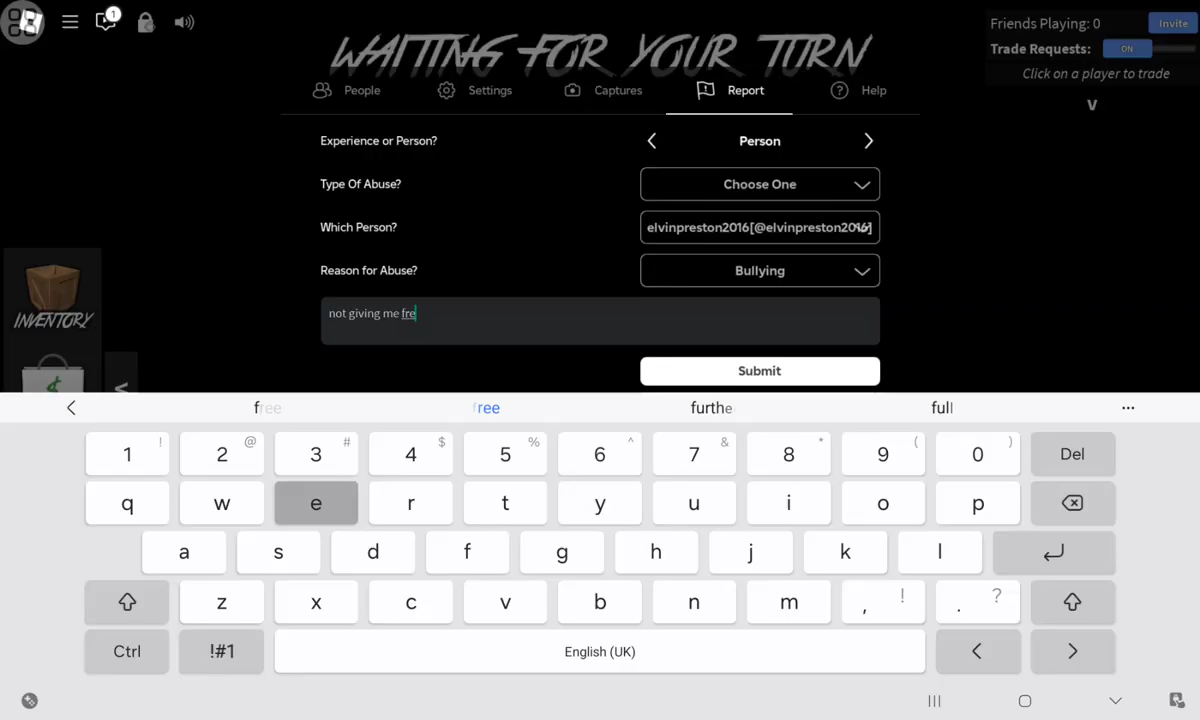 1
WAITING FOR YOUR TURN
Friends Playing: 0
Invite
Trade Requests:
ON
Click on a player to trade
v
People
Settings
Captures
Report
Help
Experience or Person?
Person
Type Of Abuse?
Choose One
Which Person?
elvinpreston2016[@elvinpreston2016]
Reason for Abuse?
Bullying
not giving me fre
INVENTORY
<
Submit
free
free
furthe
full
1 ! 2 @ 3 # 4 $ 5 % 6 ^ 7 & 8 * 9 ( 0 ) Del
q w e r t y u i o p
a s d f g h j k l
z x c v b n m , ! . ?
Ctrl !#1 English (UK) < >